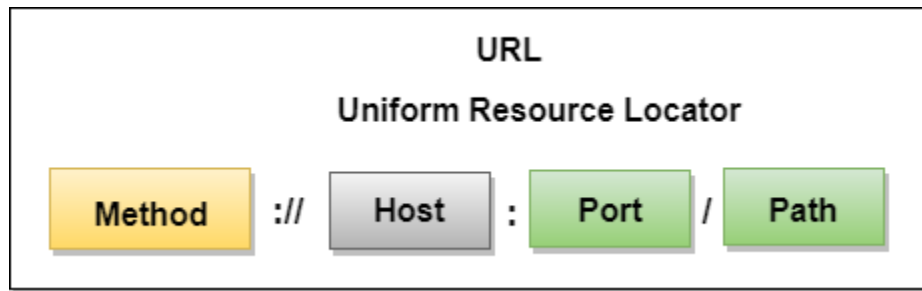 URL
Uniform Resource Locator
Method :// Host : Port / Path